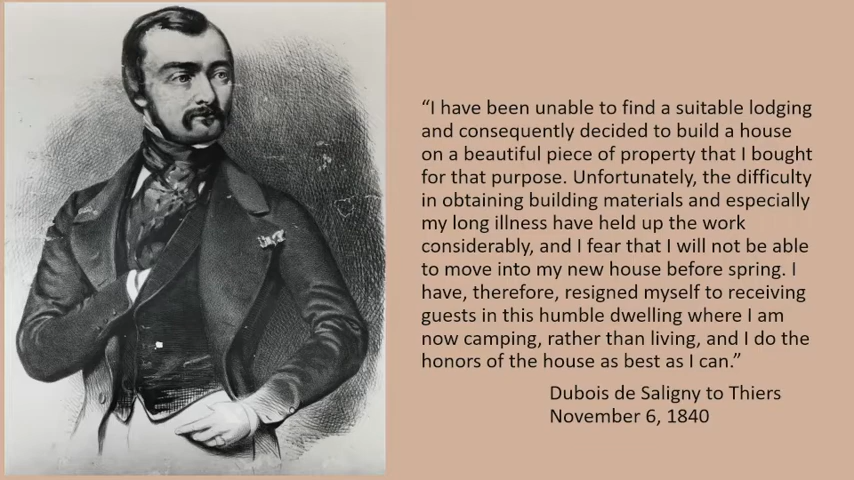 “I have been unable to find a suitable lodging
and consequently decided to build a house
on a beautiful piece of property that I bought
for that purpose. Unfortunately, the difficulty
in obtaining building materials and especially
my long illness have held up the work
considerably, and I fear that I will not be able
to move into my new house before spring. I
have, therefore, resigned myself to receiving
guests in this humble dwelling where I am
now camping, rather than living, and I do the
honors of the house as best as I can.”
Dubois de Saligny to Thiers
November 6, 1840